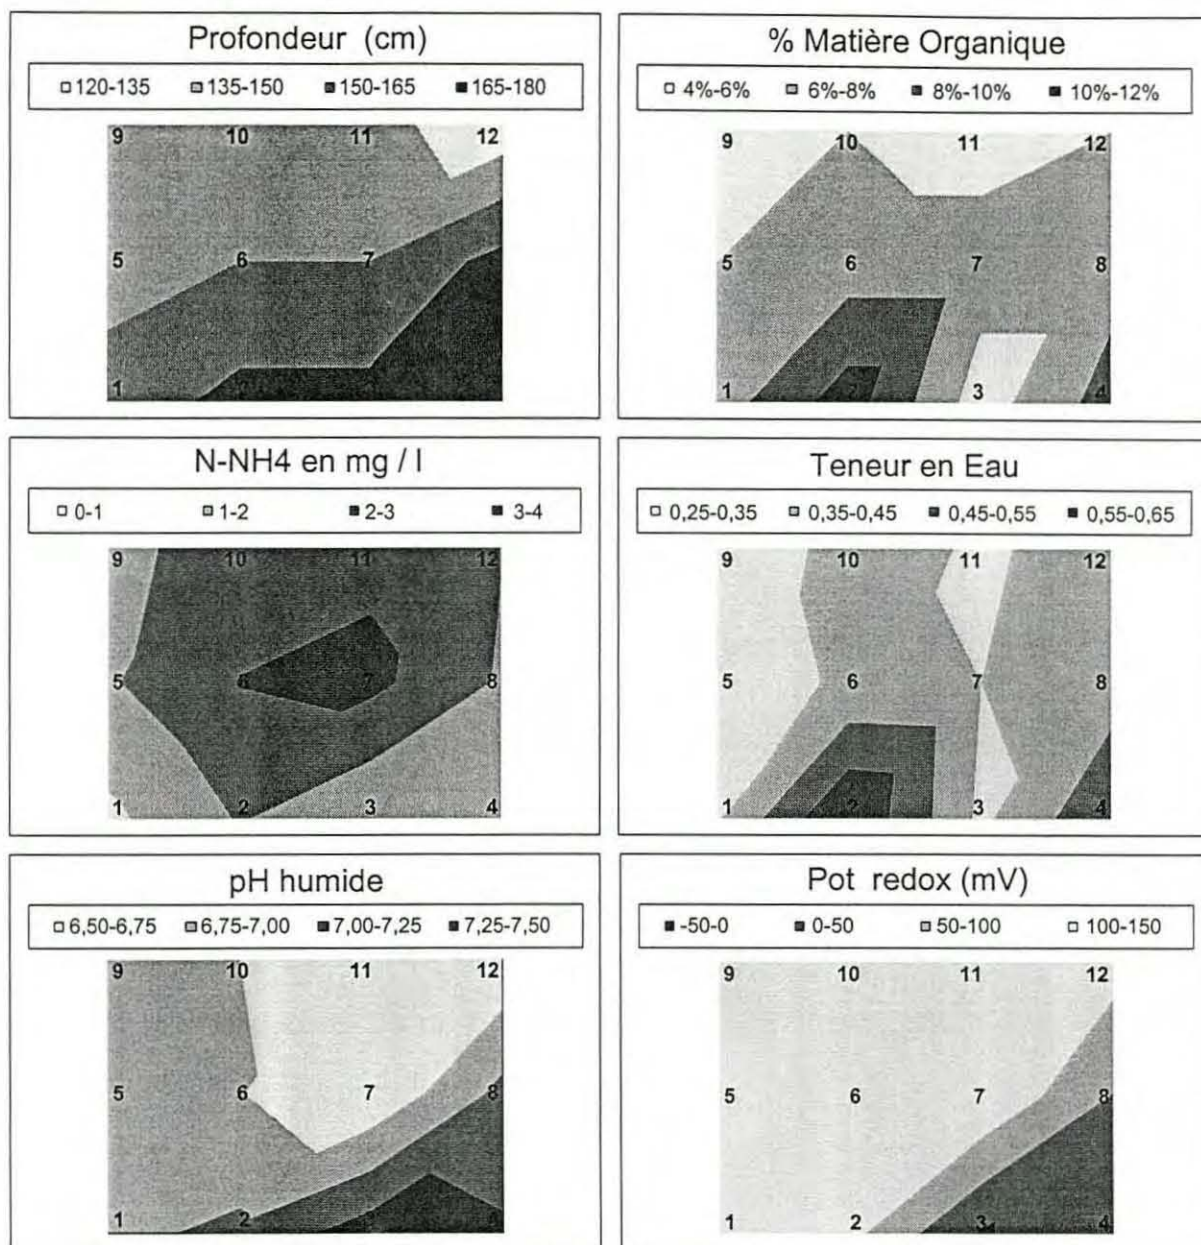 Profondeur (cm)
120-135 135-150 150-165 165-180
9 10 11 12
5 6 7
1 2
% Matière Organique
4%-6% 6%-8% 8%-10% 10%-12%
9 10 11 12
5 6 7 8
1 2 3 4
N-NH4 en mg / l
0-1 1-2 2-3 3-4
9 10 11 12
5 6 7 8
1 2 3 4
Teneur en Eau
0,25-0,35 0,35-0,45 0,45-0,55 0,55-0,65
9 10 11 12
5 6 7 8
1 2 3 4
pH humide
6,50-6,75 6,75-7,00 7,00-7,25 7,25-7,50
9 10 11 12
5 6 7 8
1 2 3
Pot redox (mV)
-50-0 0-50 50-100 100-150
9 10 11 12
5 6 7 8
1 2 3 4